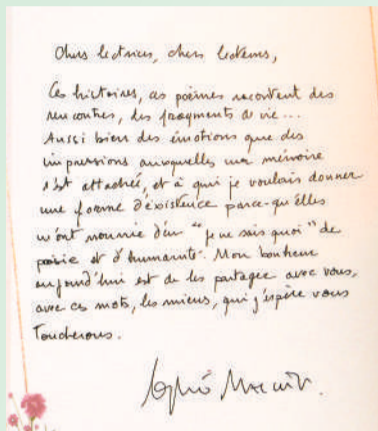 Chers lectrices, chers lecteurs,
Ces histoires, ces poèmes racontent des
rencontres, des fragments de vie...
Aussi bien des émotions que des
impressions auxquelles ma mémoire
s'est attachée, et à qui je voulais donner
une forme d'existence parce-qu'elles
m'ont nourrie d'un "je ne sais quoi" de
poésie et d'humanité. Mon bonheur
aujourd'hui est de les partager avec vous,
avec ces mots, les miens, qui j'espère vous
toucherons.